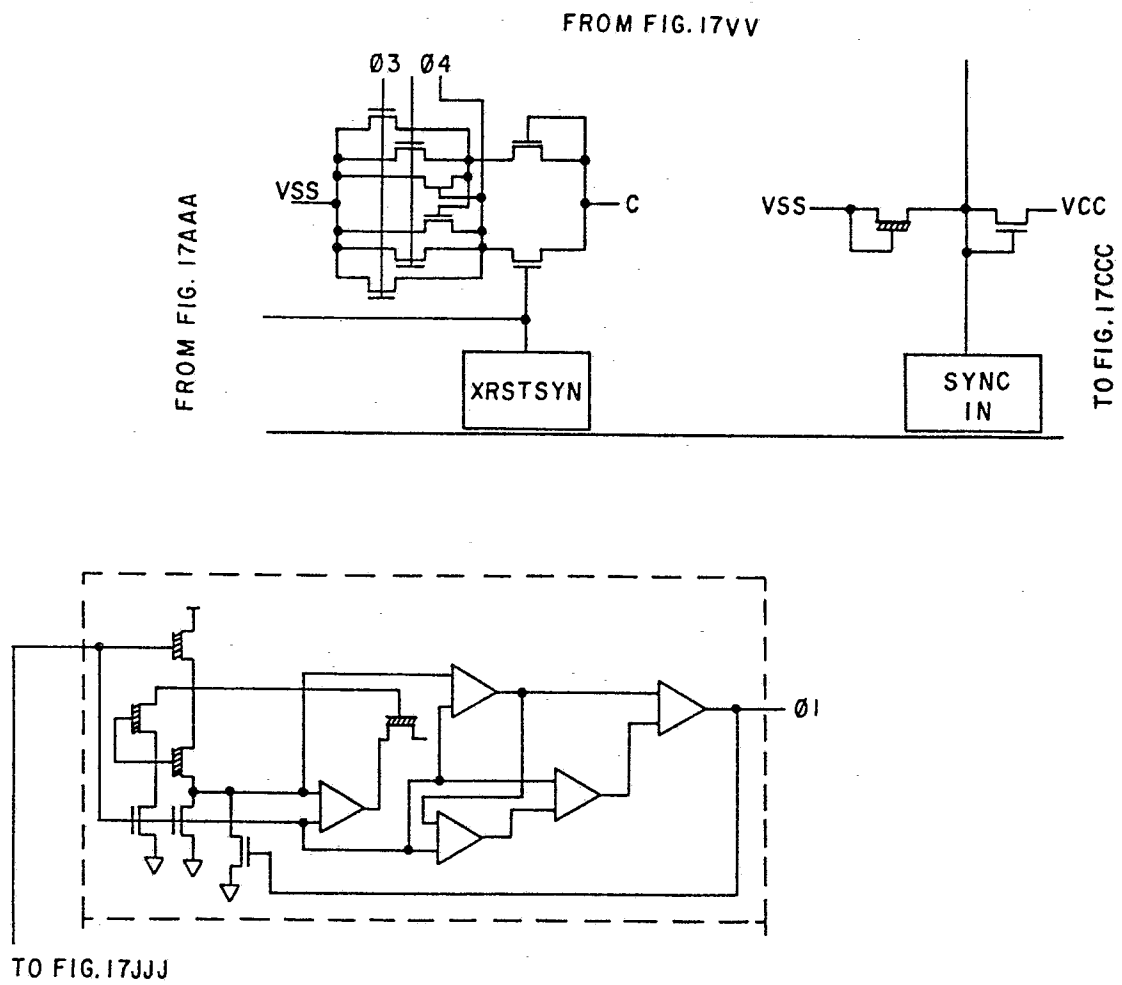 FROM FIG. 17VV
Ø3 Ø4
FROM FIG. 17AAA
VSS
C
VSS
VCC
TO FIG. 17CCC
XRSTSYN
SYNC
IN
Ø1
TO FIG. 17JJJ